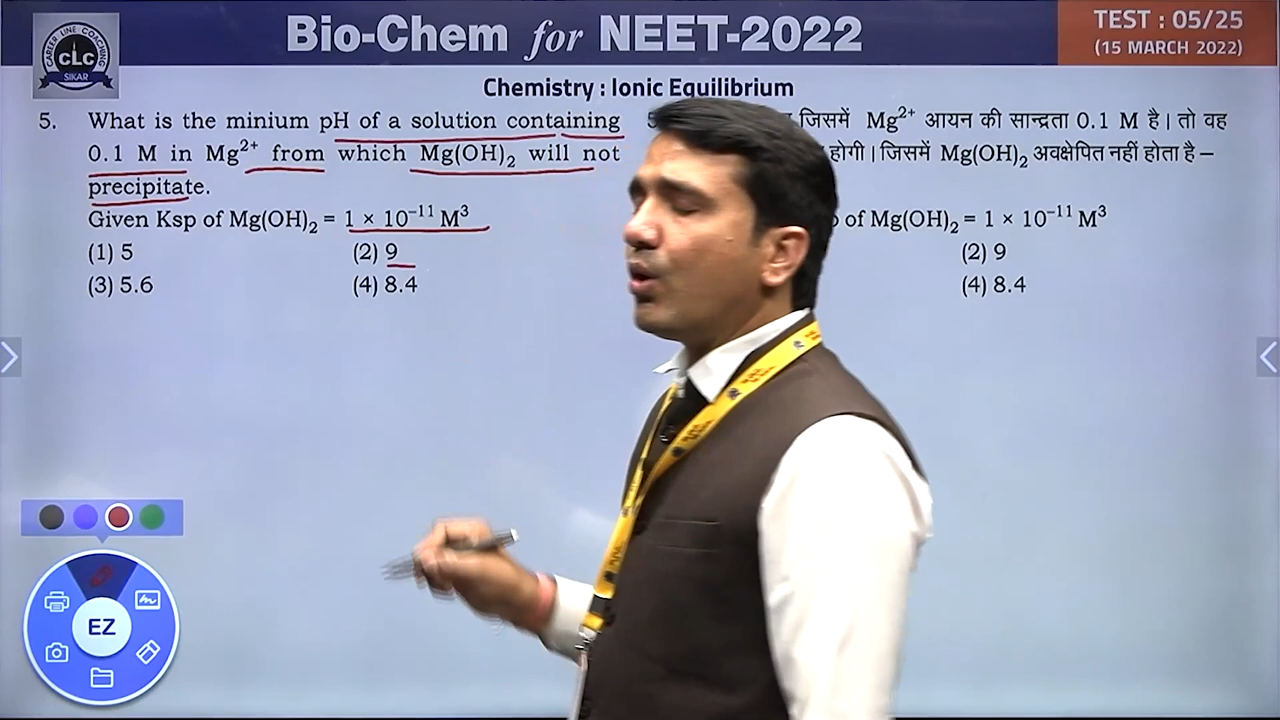 Bio-Chem for NEET-2022
TEST : 05/25
(15 MARCH 2022)
CAREER LINE COACHING
CLC
SIKAR
Chemistry : Ionic Equilibrium
5. What is the minium pH of a solution containing
0.1 M in Mg²⁺ from which Mg(OH)₂ will not
precipitate.
Given Ksp of Mg(OH)₂ = 1 × 10⁻¹¹ M³
(1) 5 (2) 9
(3) 5.6 (4) 8.4
जिसमें Mg²⁺ आयन की सान्द्रता 0.1 M है। तो वह
होगी। जिसमें Mg(OH)₂ अवक्षेपित नहीं होता है –
of Mg(OH)₂ = 1 × 10⁻¹¹ M³
(2) 9
(4) 8.4
EZ